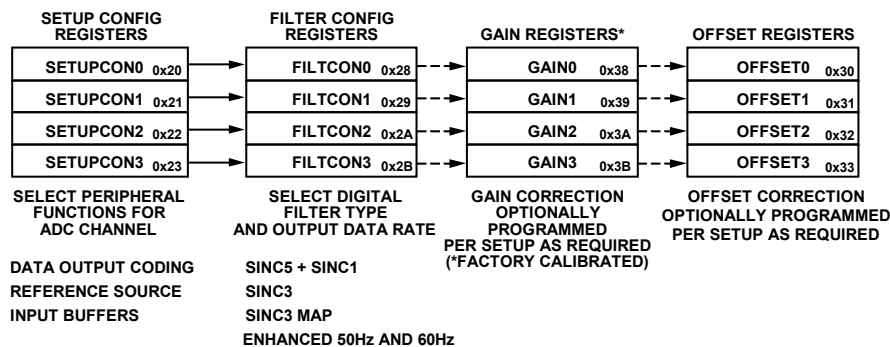 SETUP CONFIG
REGISTERS
FILTER CONFIG
REGISTERS
GAIN REGISTERS*
OFFSET REGISTERS
SETUPCON0 0x20
FILTCON0 0x28
GAIN0 0x38
OFFSET0 0x30
SETUPCON1 0x21
FILTCON1 0x29
GAIN1 0x39
OFFSET1 0x31
SETUPCON2 0x22
FILTCON2 0x2A
GAIN2 0x3A
OFFSET2 0x32
SETUPCON3 0x23
FILTCON3 0x2B
GAIN3 0x3B
OFFSET3 0x33
SELECT PERIPHERAL
FUNCTIONS FOR
ADC CHANNEL
SELECT DIGITAL
FILTER TYPE
AND OUTPUT DATA RATE
GAIN CORRECTION
OPTIONALLY
PROGRAMMED
PER SETUP AS REQUIRED
(*FACTORY CALIBRATED)
OFFSET CORRECTION
OPTIONALLY PROGRAMMED
PER SETUP AS REQUIRED
DATA OUTPUT CODING
REFERENCE SOURCE
INPUT BUFFERS
SINC5 + SINC1
SINC3
SINC3 MAP
ENHANCED 50Hz AND 60Hz